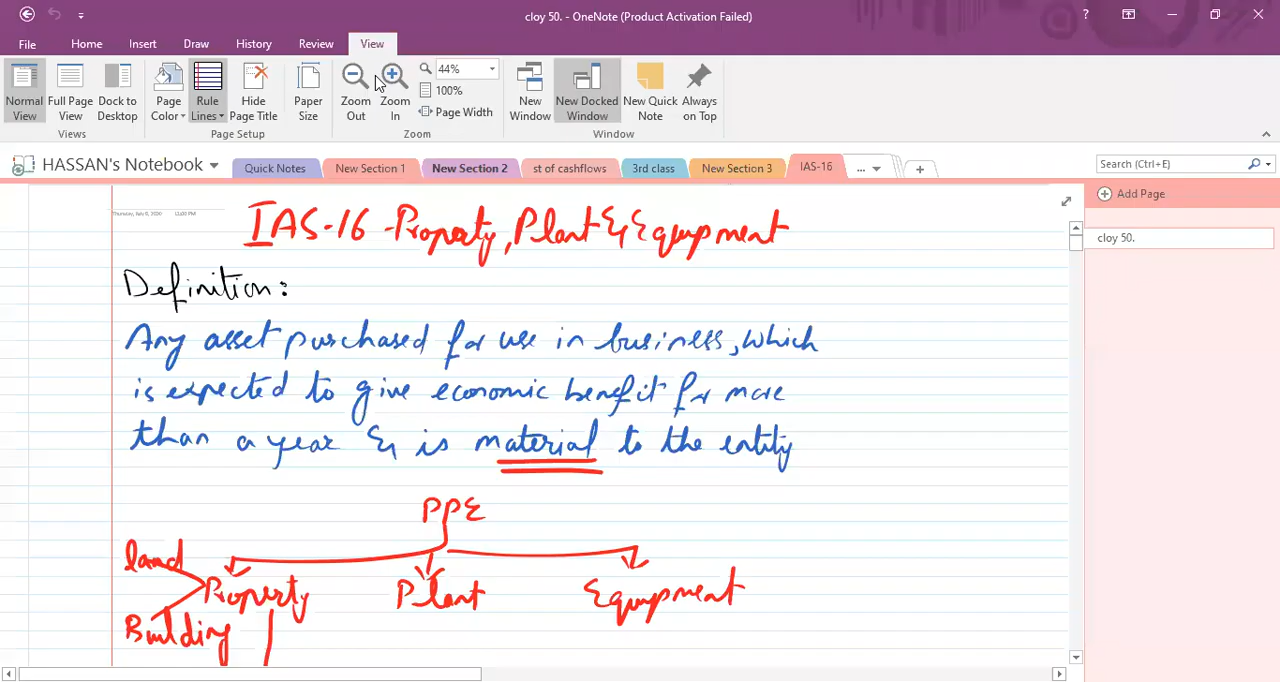 cloy 50. - OneNote (Product Activation Failed)
File Home Insert Draw History Review View
Normal View
Full Page View
Dock to Desktop
Page Color
Rule Lines
Hide Page Title
Paper Size
Zoom Out
Zoom In
44%
100%
Page Width
New Window
New Docked Window
New Quick Note
Always on Top
Views Page Setup Zoom Window
HASSAN's Notebook
Quick Notes New Section 1 New Section 2 st of cashflows 3rd class New Section 3 IAS-16 ...
Search (Ctrl+E)
Add Page
cloy 50.
IAS-16 - Property, Plant & Equipment
Definition:
Any asset purchased for use in business, which
is expected to give economic benefit for more
than a year & is material to the entity
PPE
land
Property Plant Equipment
Building